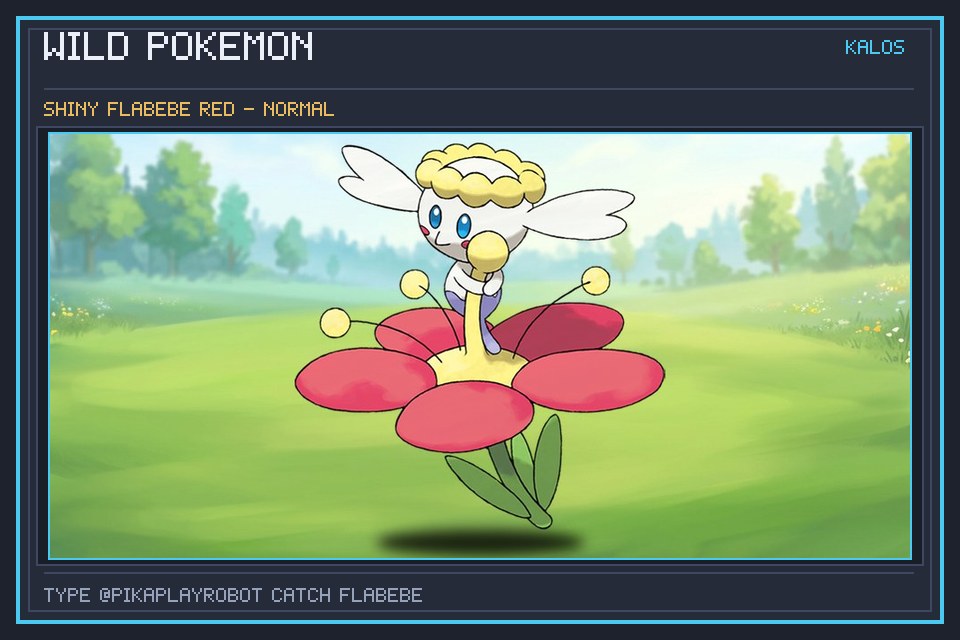 WILD POKEMON
KALOS
SHINY FLABEBE RED - NORMAL
TYPE @PIKAPLAYROBOT CATCH FLABEBE